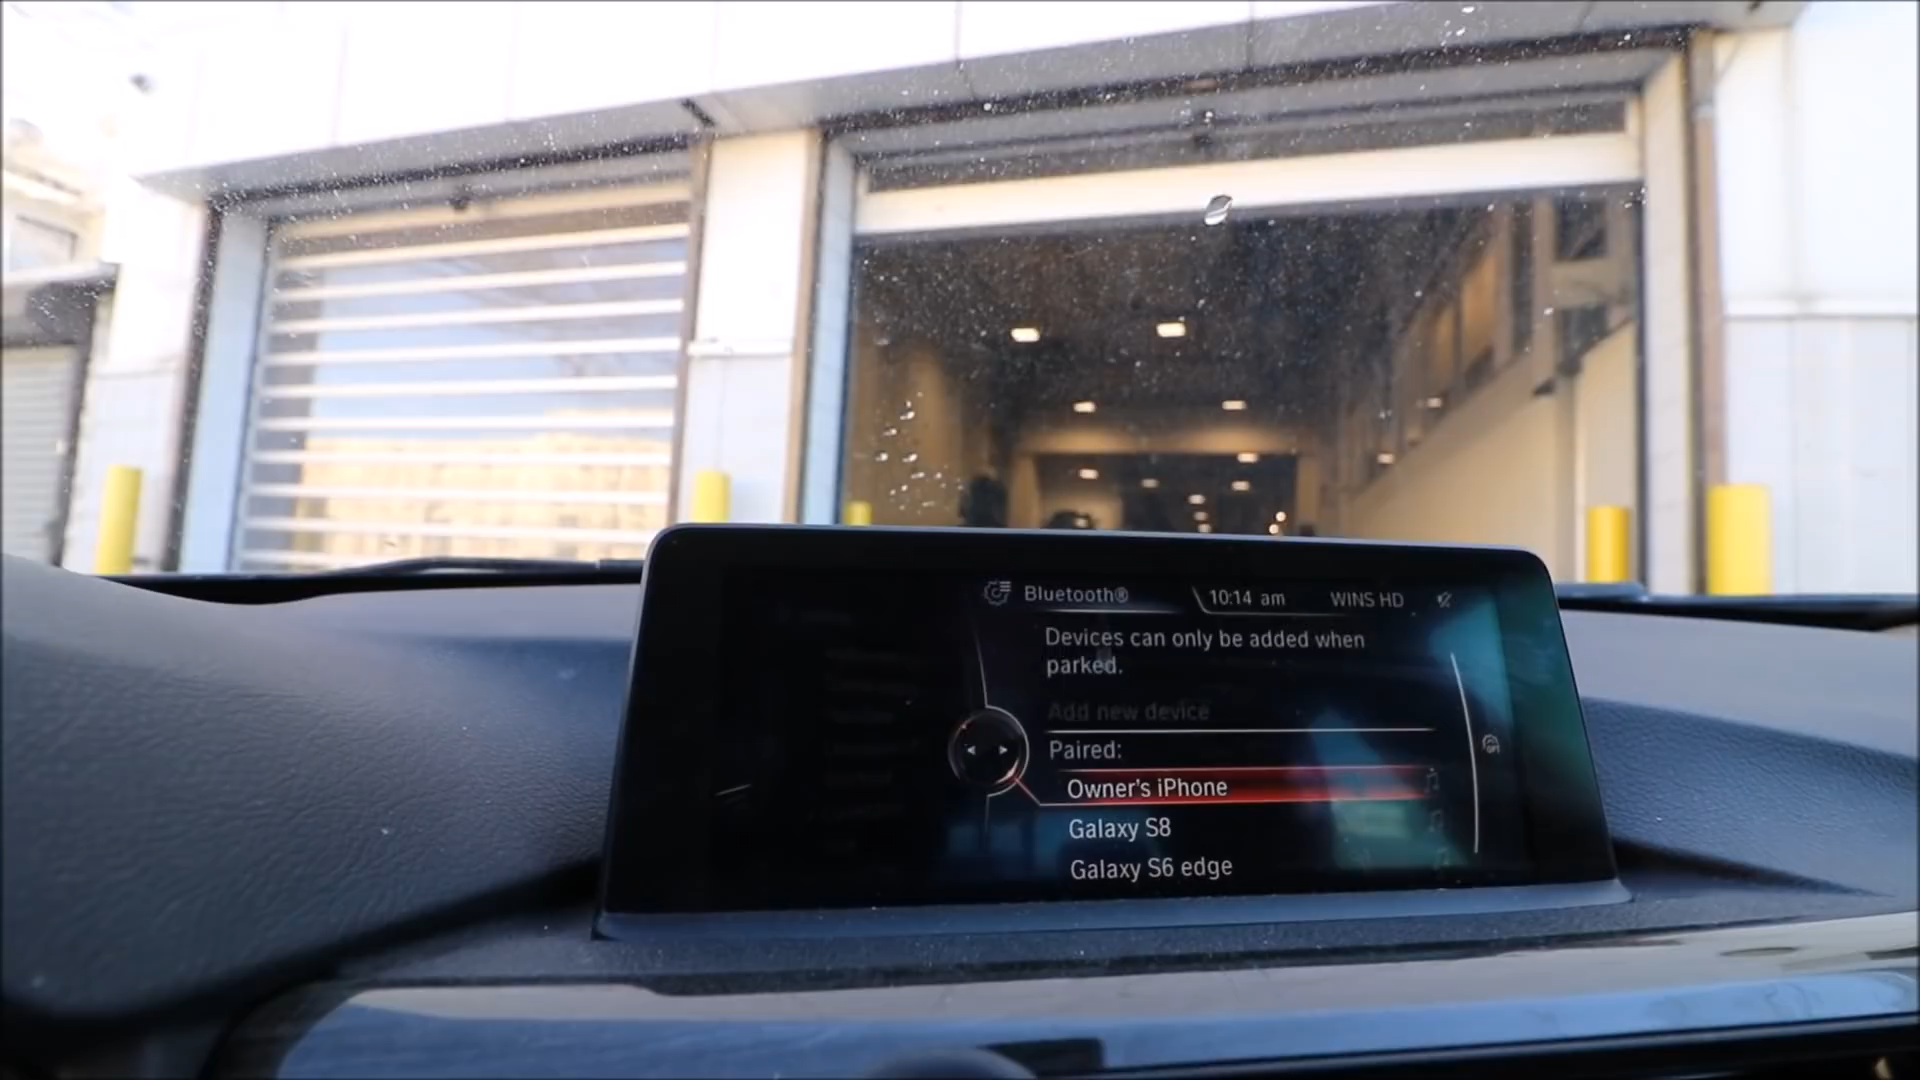 Bluetooth® 10:14 am WINS HD
Devices can only be added when
parked.
Add new device
Paired:
Owner's iPhone
Galaxy S8
Galaxy S6 edge